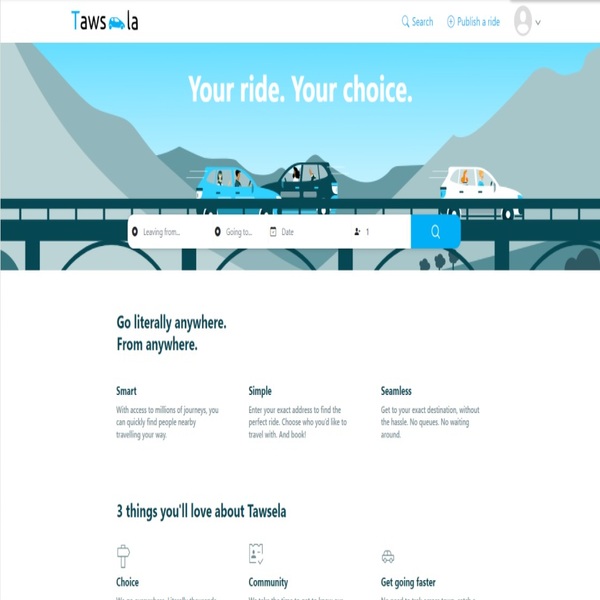 Taws la
Search
Publish a ride
Your ride. Your choice.
Leaving from...
Going to...
Date
1
Go literally anywhere.
From anywhere.
Smart
With access to millions of journeys, you
can quickly find people nearby
travelling your way.
Simple
Enter your exact address to find the
perfect ride. Choose who you'd like to
travel with. And book!
Seamless
Get to your exact destination, without
the hassle. No queues. No waiting
around.
3 things you'll love about Tawsela
Choice
Community
Get going faster